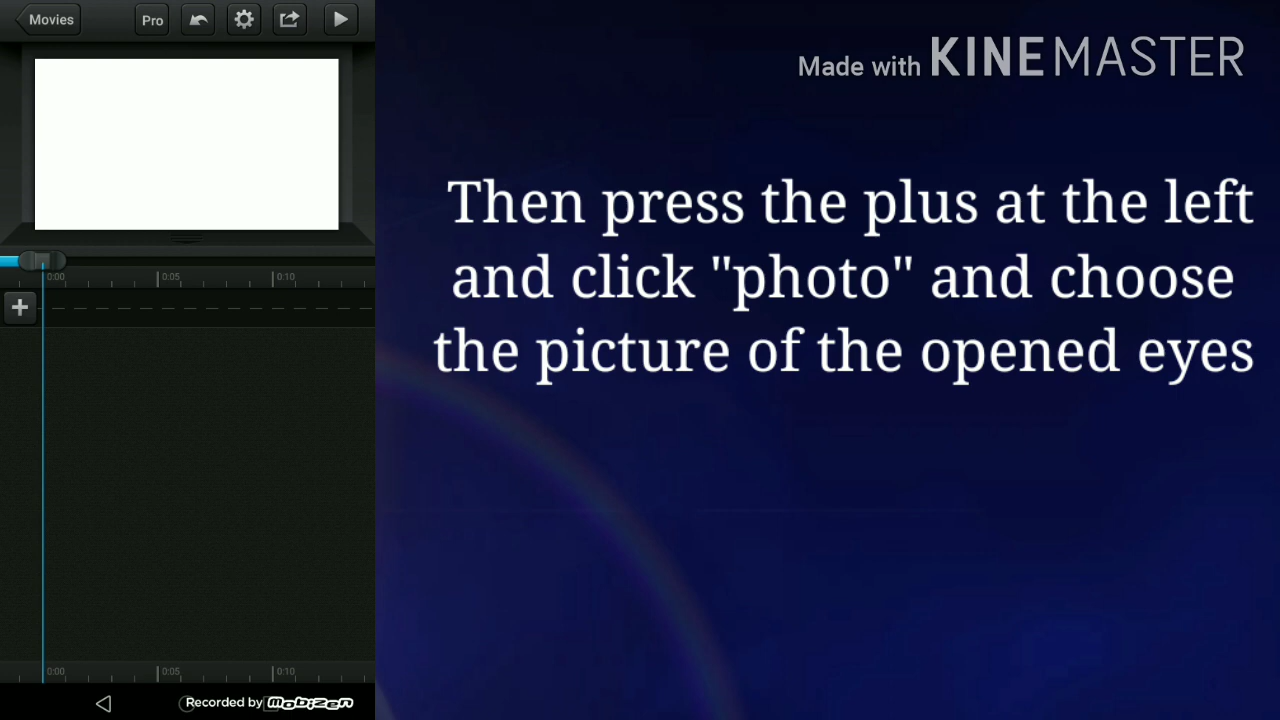 Movies
Pro
Made with KINEMASTER
Then press the plus at the left
and click "photo" and choose
the picture of the opened eyes
0:00 0:05 0:10
0:00 0:05 0:10
Recorded by mobizen